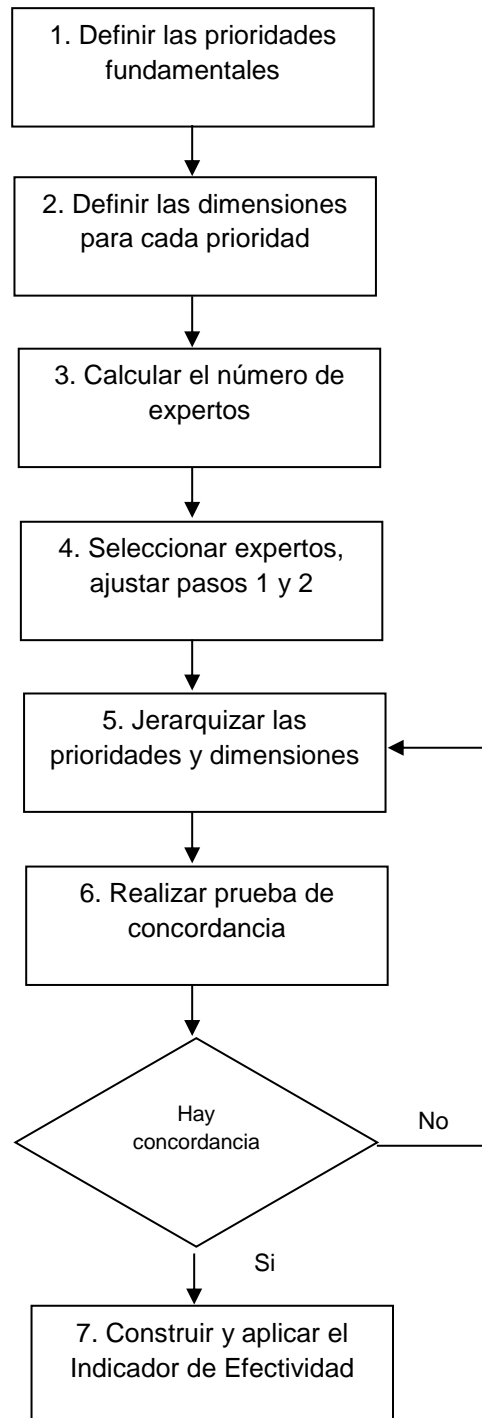 1. Definir las prioridades
fundamentales
2. Definir las dimensiones
para cada prioridad
3. Calcular el número de
expertos
4. Seleccionar expertos,
ajustar pasos 1 y 2
5. Jerarquizar las
prioridades y dimensiones
6. Realizar prueba de
concordancia
Hay
concordancia
No
Si
7. Construir y aplicar el
Indicador de Efectividad